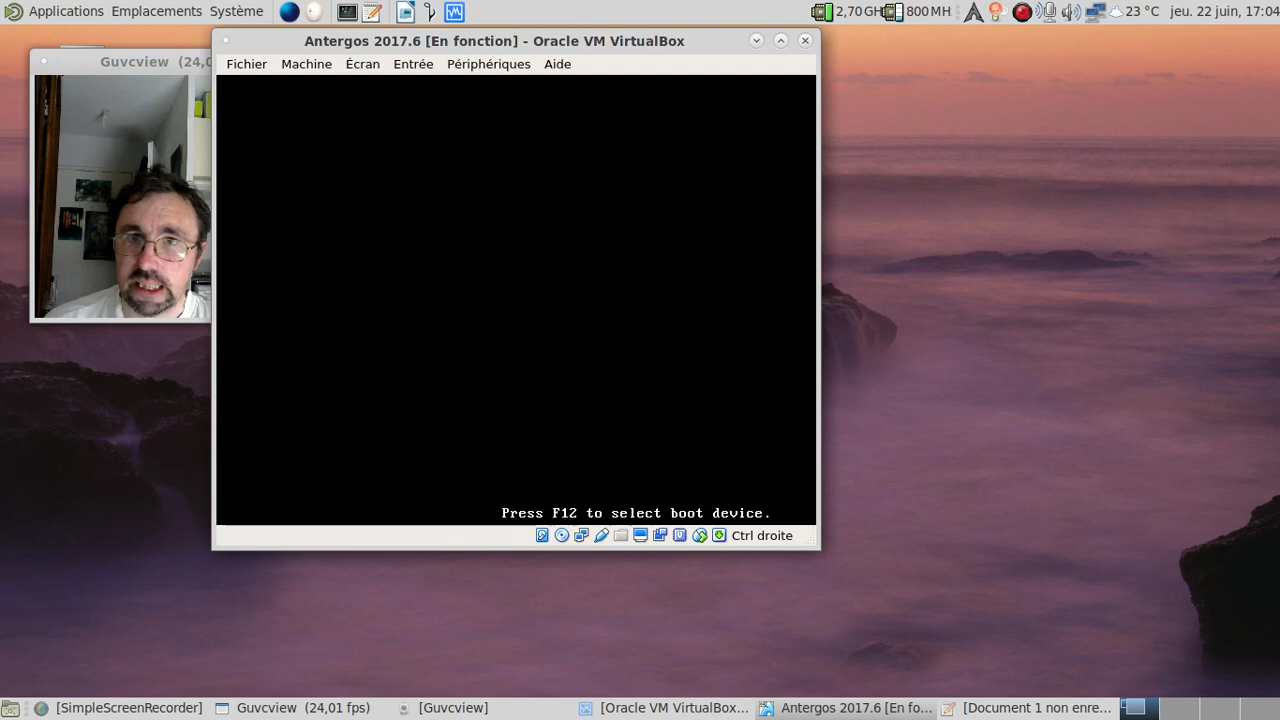 Applications Emplacements Système 2,70 GH 800 MH 23 °C jeu. 22 juin, 17:04
Guvcview (24,0
Antergos 2017.6 [En fonction] - Oracle VM VirtualBox
Fichier Machine Écran Entrée Périphériques Aide
Press F12 to select boot device.
Ctrl droite
[SimpleScreenRecorder] Guvcview (24,01 fps) [Guvcview] [Oracle VM VirtualBox... Antergos 2017.6 [En fo... [Document 1 non enre...